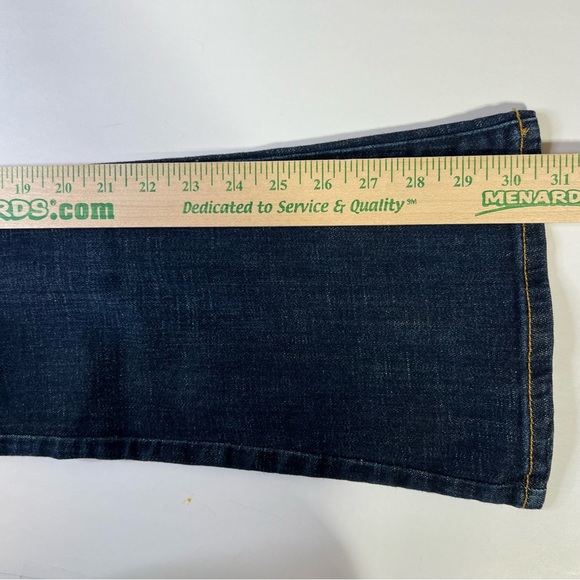 19 20 21 22 23 24 25 26 27 28 29 30 31
RDS.com Dedicated to Service & Quality℠ MENARD